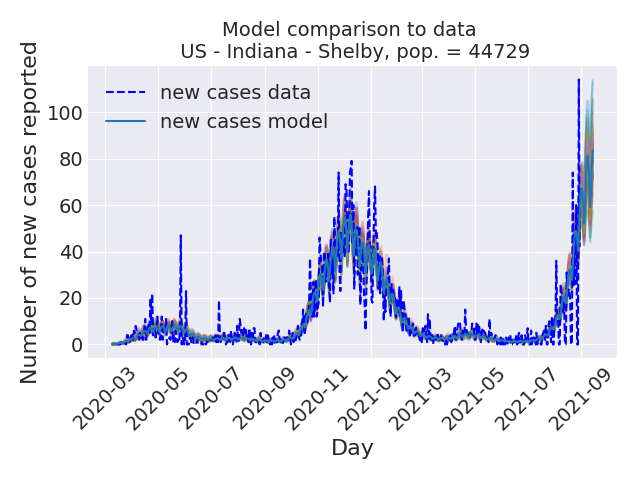 Model comparison to data
US - Indiana - Shelby, pop. = 44729
Number of new cases reported
new cases data
new cases model
100
80
60
40
20
0
2020-03
2020-05
2020-07
2020-09
2020-11
2021-01
2021-03
2021-05
2021-07
2021-09
Day